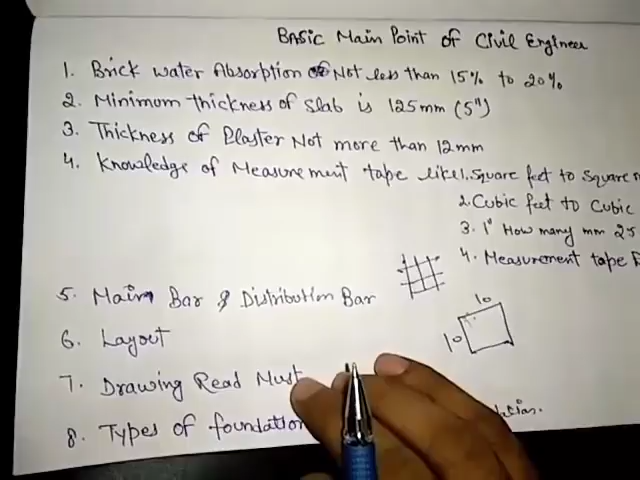 BASIC Main Point of Civil Engineer
1. Brick water Absorption Not less than 15% to 20%
2. Minimum thickness of slab is 125mm (5")
3. Thickness of Plaster Not more than 12mm
4. Knowledge of Measurement tape like 1. Square feet to Square
2. Cubic feet to Cubic
3. 1" How many mm 25
4. Measurement tape
5. Main Bar & Distribution Bar
10
6. Layout
10
7. Drawing Read Must
8. Types of foundation